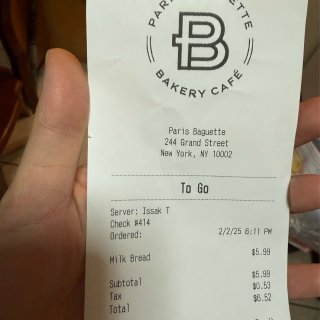 PARIS BAGUETTE
B
BAKERY CAFÉ
Paris Baguette
244 Grand Street
New York, NY 10002
To Go
Server: Issak T
Check #414
Ordered: 2/2/25 6:11 PM
Milk Bread $5.99
Subtotal $5.99
Tax $0.53
Total $6.52